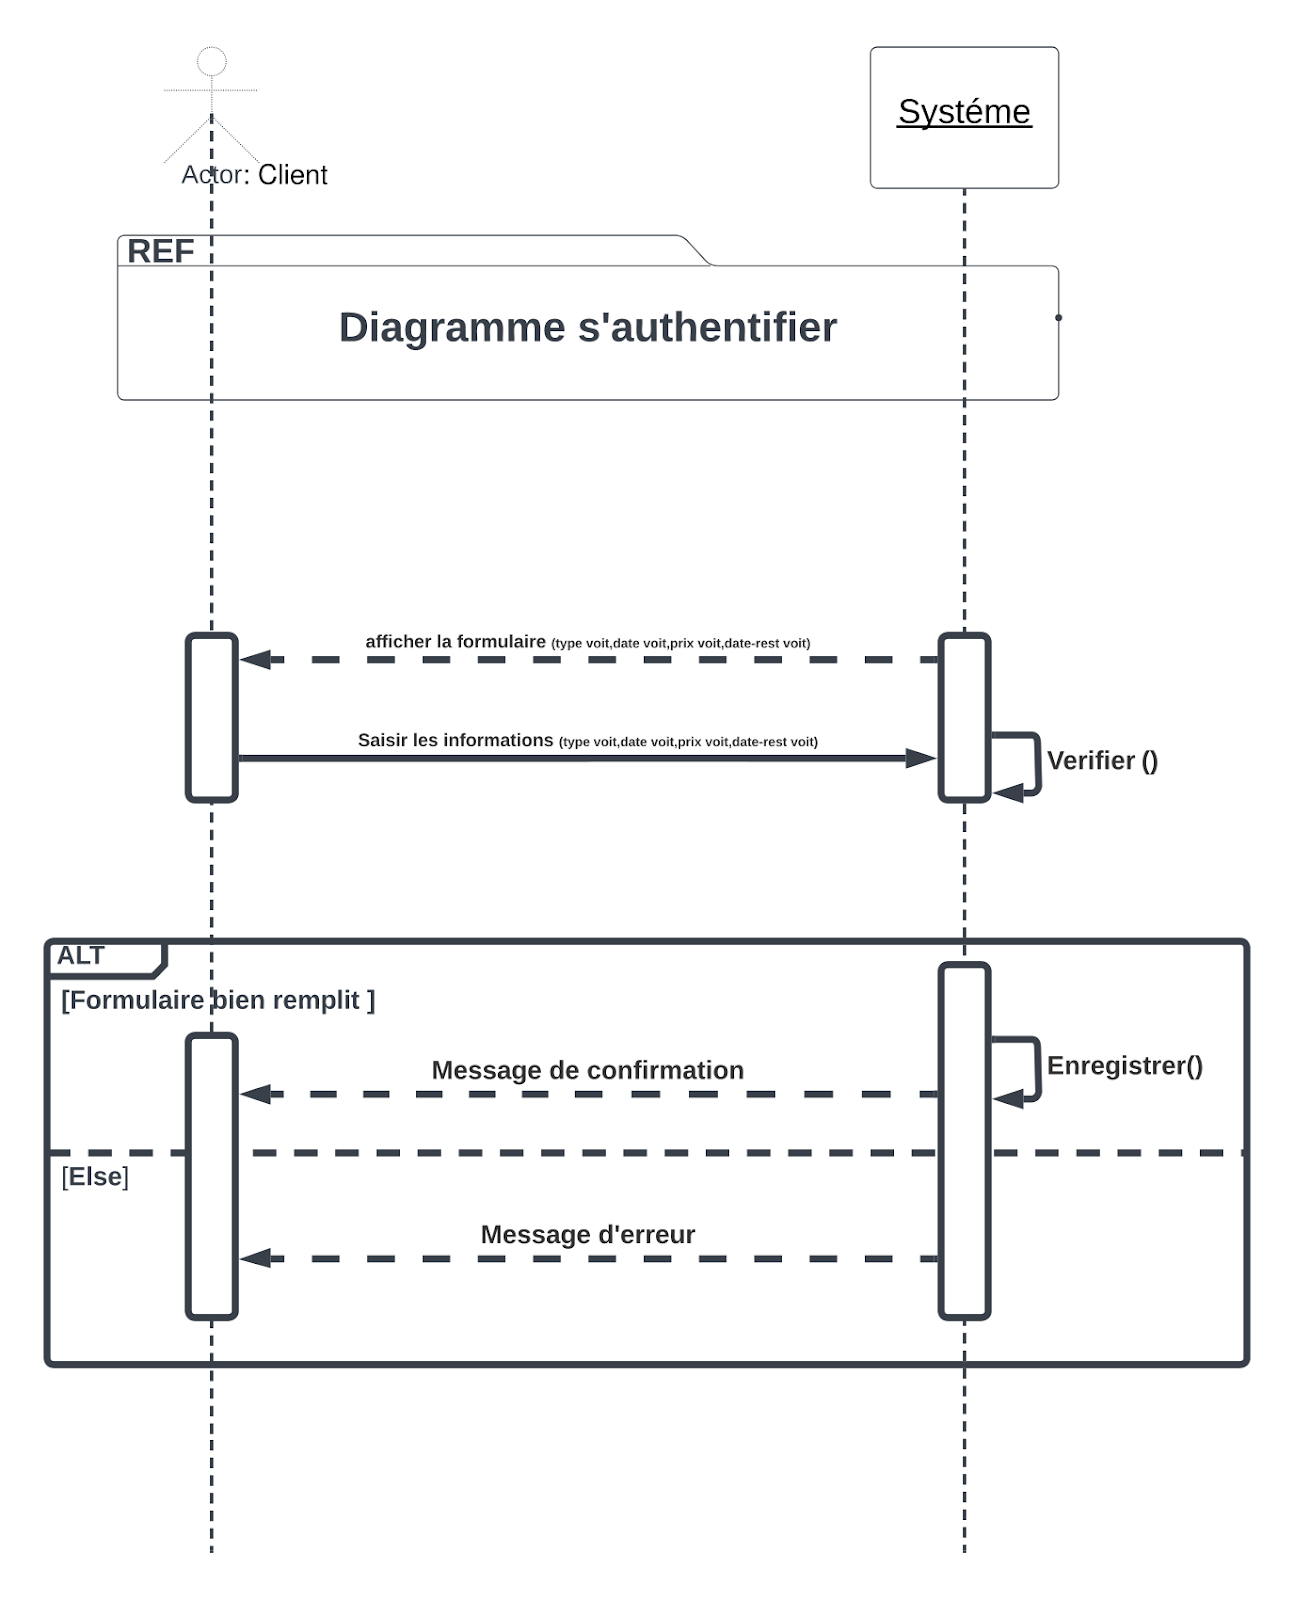 Systéme
Actor: Client
REF
Diagramme s'authentifier
afficher la formulaire (type voit,date voit,prix voit,date-rest voit)
Saisir les informations (type voit,date voit,prix voit,date-rest voit)
Verifier ()
ALT
[Formulaire bien remplit ]
Enregistrer()
Message de confirmation
[Else]
Message d'erreur